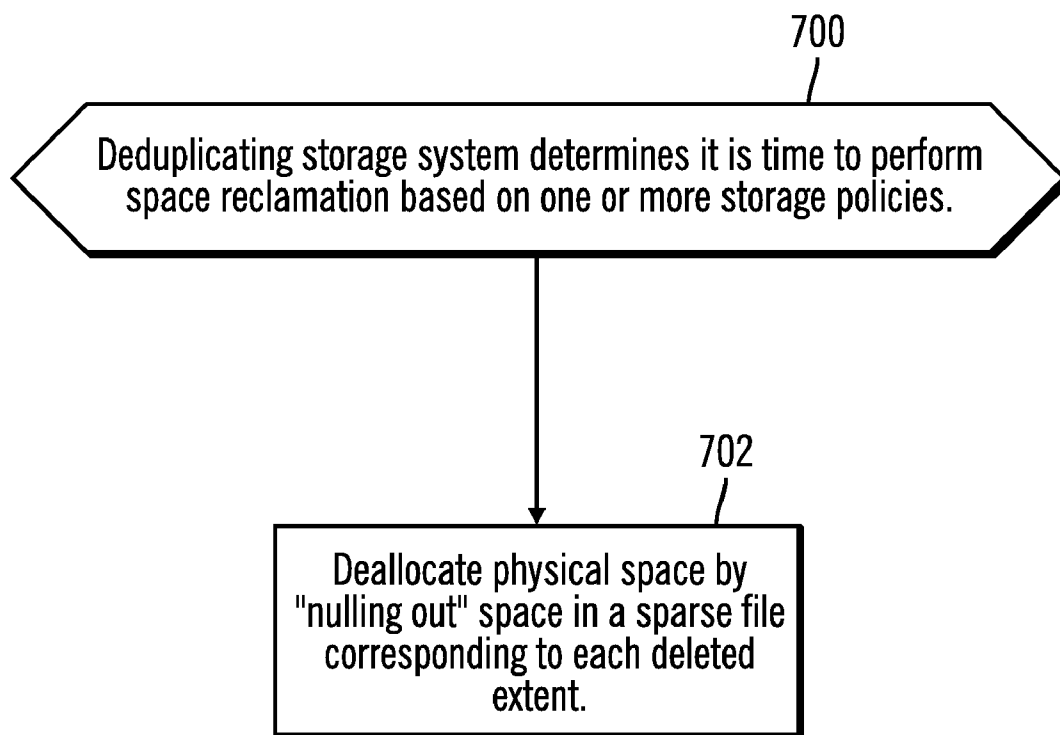 700
Deduplicating storage system determines it is time to perform
space reclamation based on one or more storage policies.
702
Deallocate physical space by
"nulling out" space in a sparse file
corresponding to each deleted
extent.